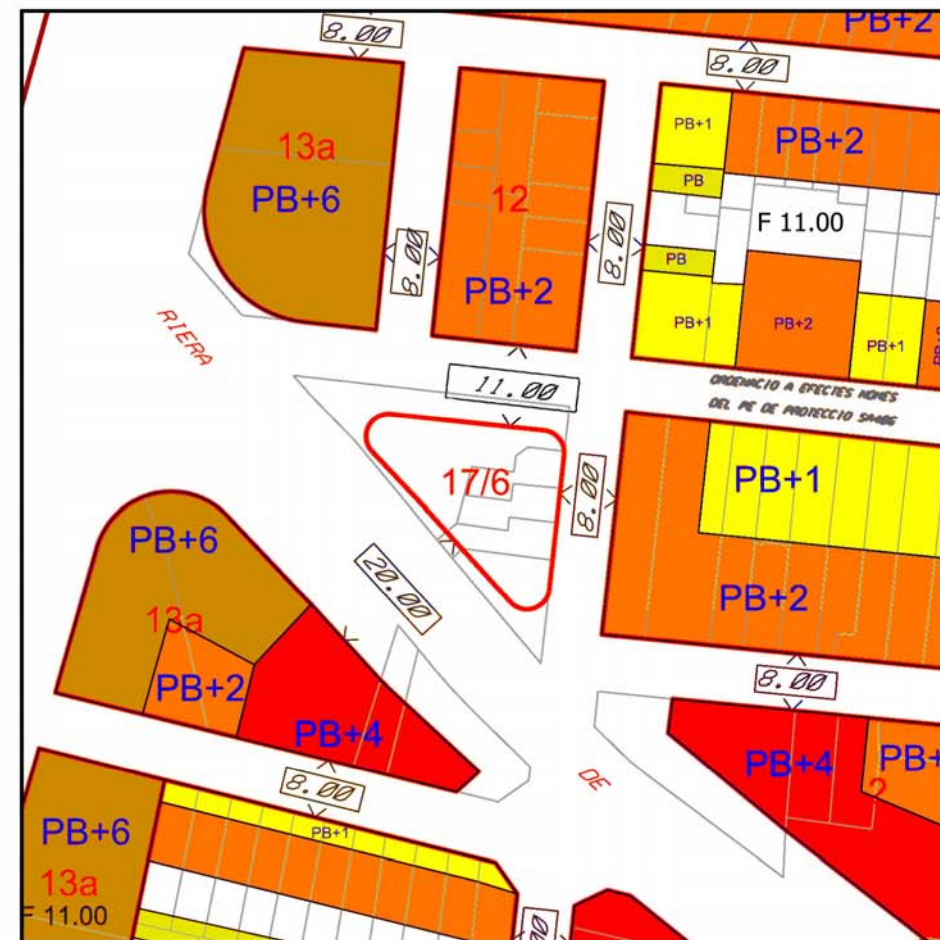 PB+2
8.00
8.00
13a
PB+6
12
PB+2
PB+1
PB
PB+2
F 11.00
PB
PB+1
PB+2
PB+1
8.00
8.00
RIERA
11.00
ORDENACIO A EFECTES NOMES
DEL PE DE PROTECCIO
17/6
8.00
PB+1
PB+2
PB+6
13a
PB+2
PB+4
20.00
8.00
8.00
PB+4
PB+
DE
PB+6
13a
F 11.00
PB+1